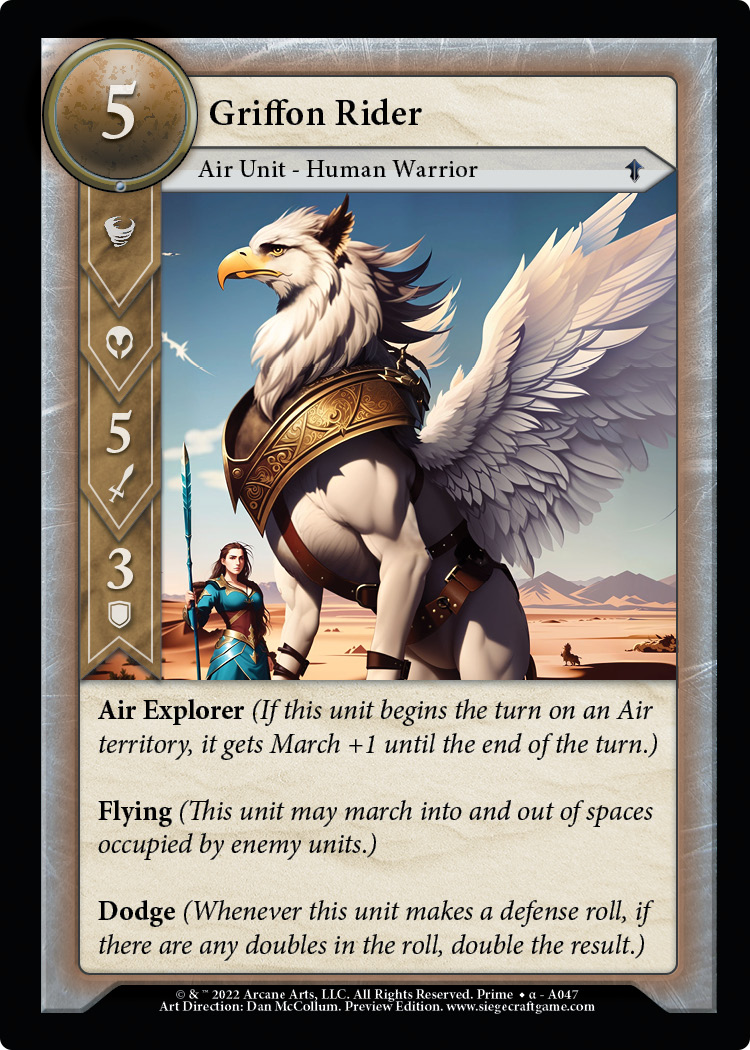 5
Griffon Rider
Air Unit - Human Warrior
5
3
Air Explorer (If this unit begins the turn on an Air
territory, it gets March +1 until the end of the turn.)
Flying (This unit may march into and out of spaces
occupied by enemy units.)
Dodge (Whenever this unit makes a defense roll, if
there are any doubles in the roll, double the result.)
© & ™ 2022 Arcane Arts, LLC. All Rights Reserved. Prime ⬥ α - A047
Art Direction: Dan McCollum. Preview Edition. www.siegecraftgame.com